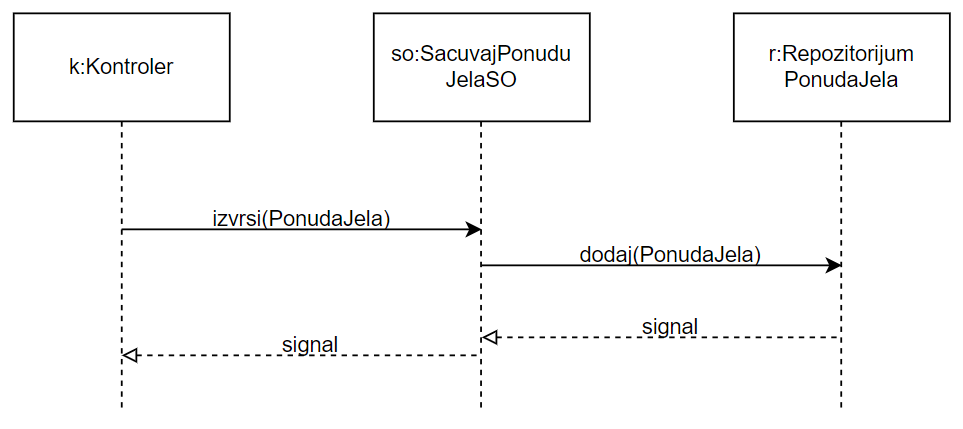 k:Kontroler
so:SacuvajPonudu
JelaSO
r:Repozitorijum
PonudaJela
izvrsi(PonudaJela)
dodaj(PonudaJela)
signal
signal